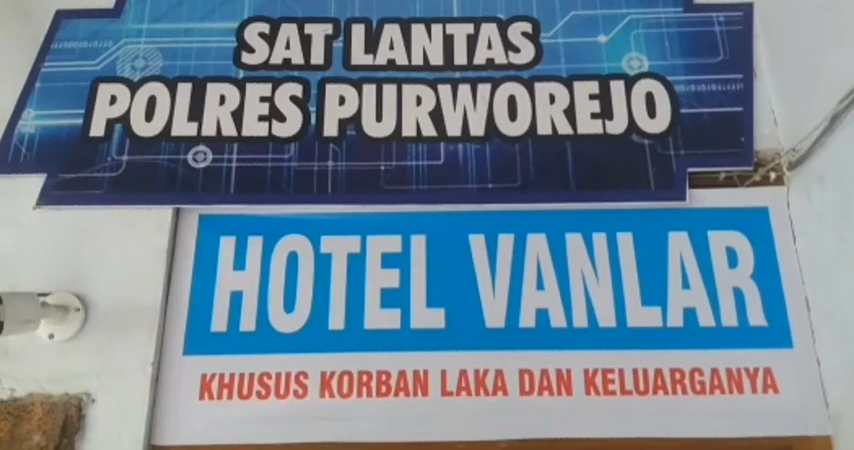 SAT LANTAS
POLRES PURWOREJO
HOTEL VANLAR
KHUSUS KORBAN LAKA DAN KELUARGANYA